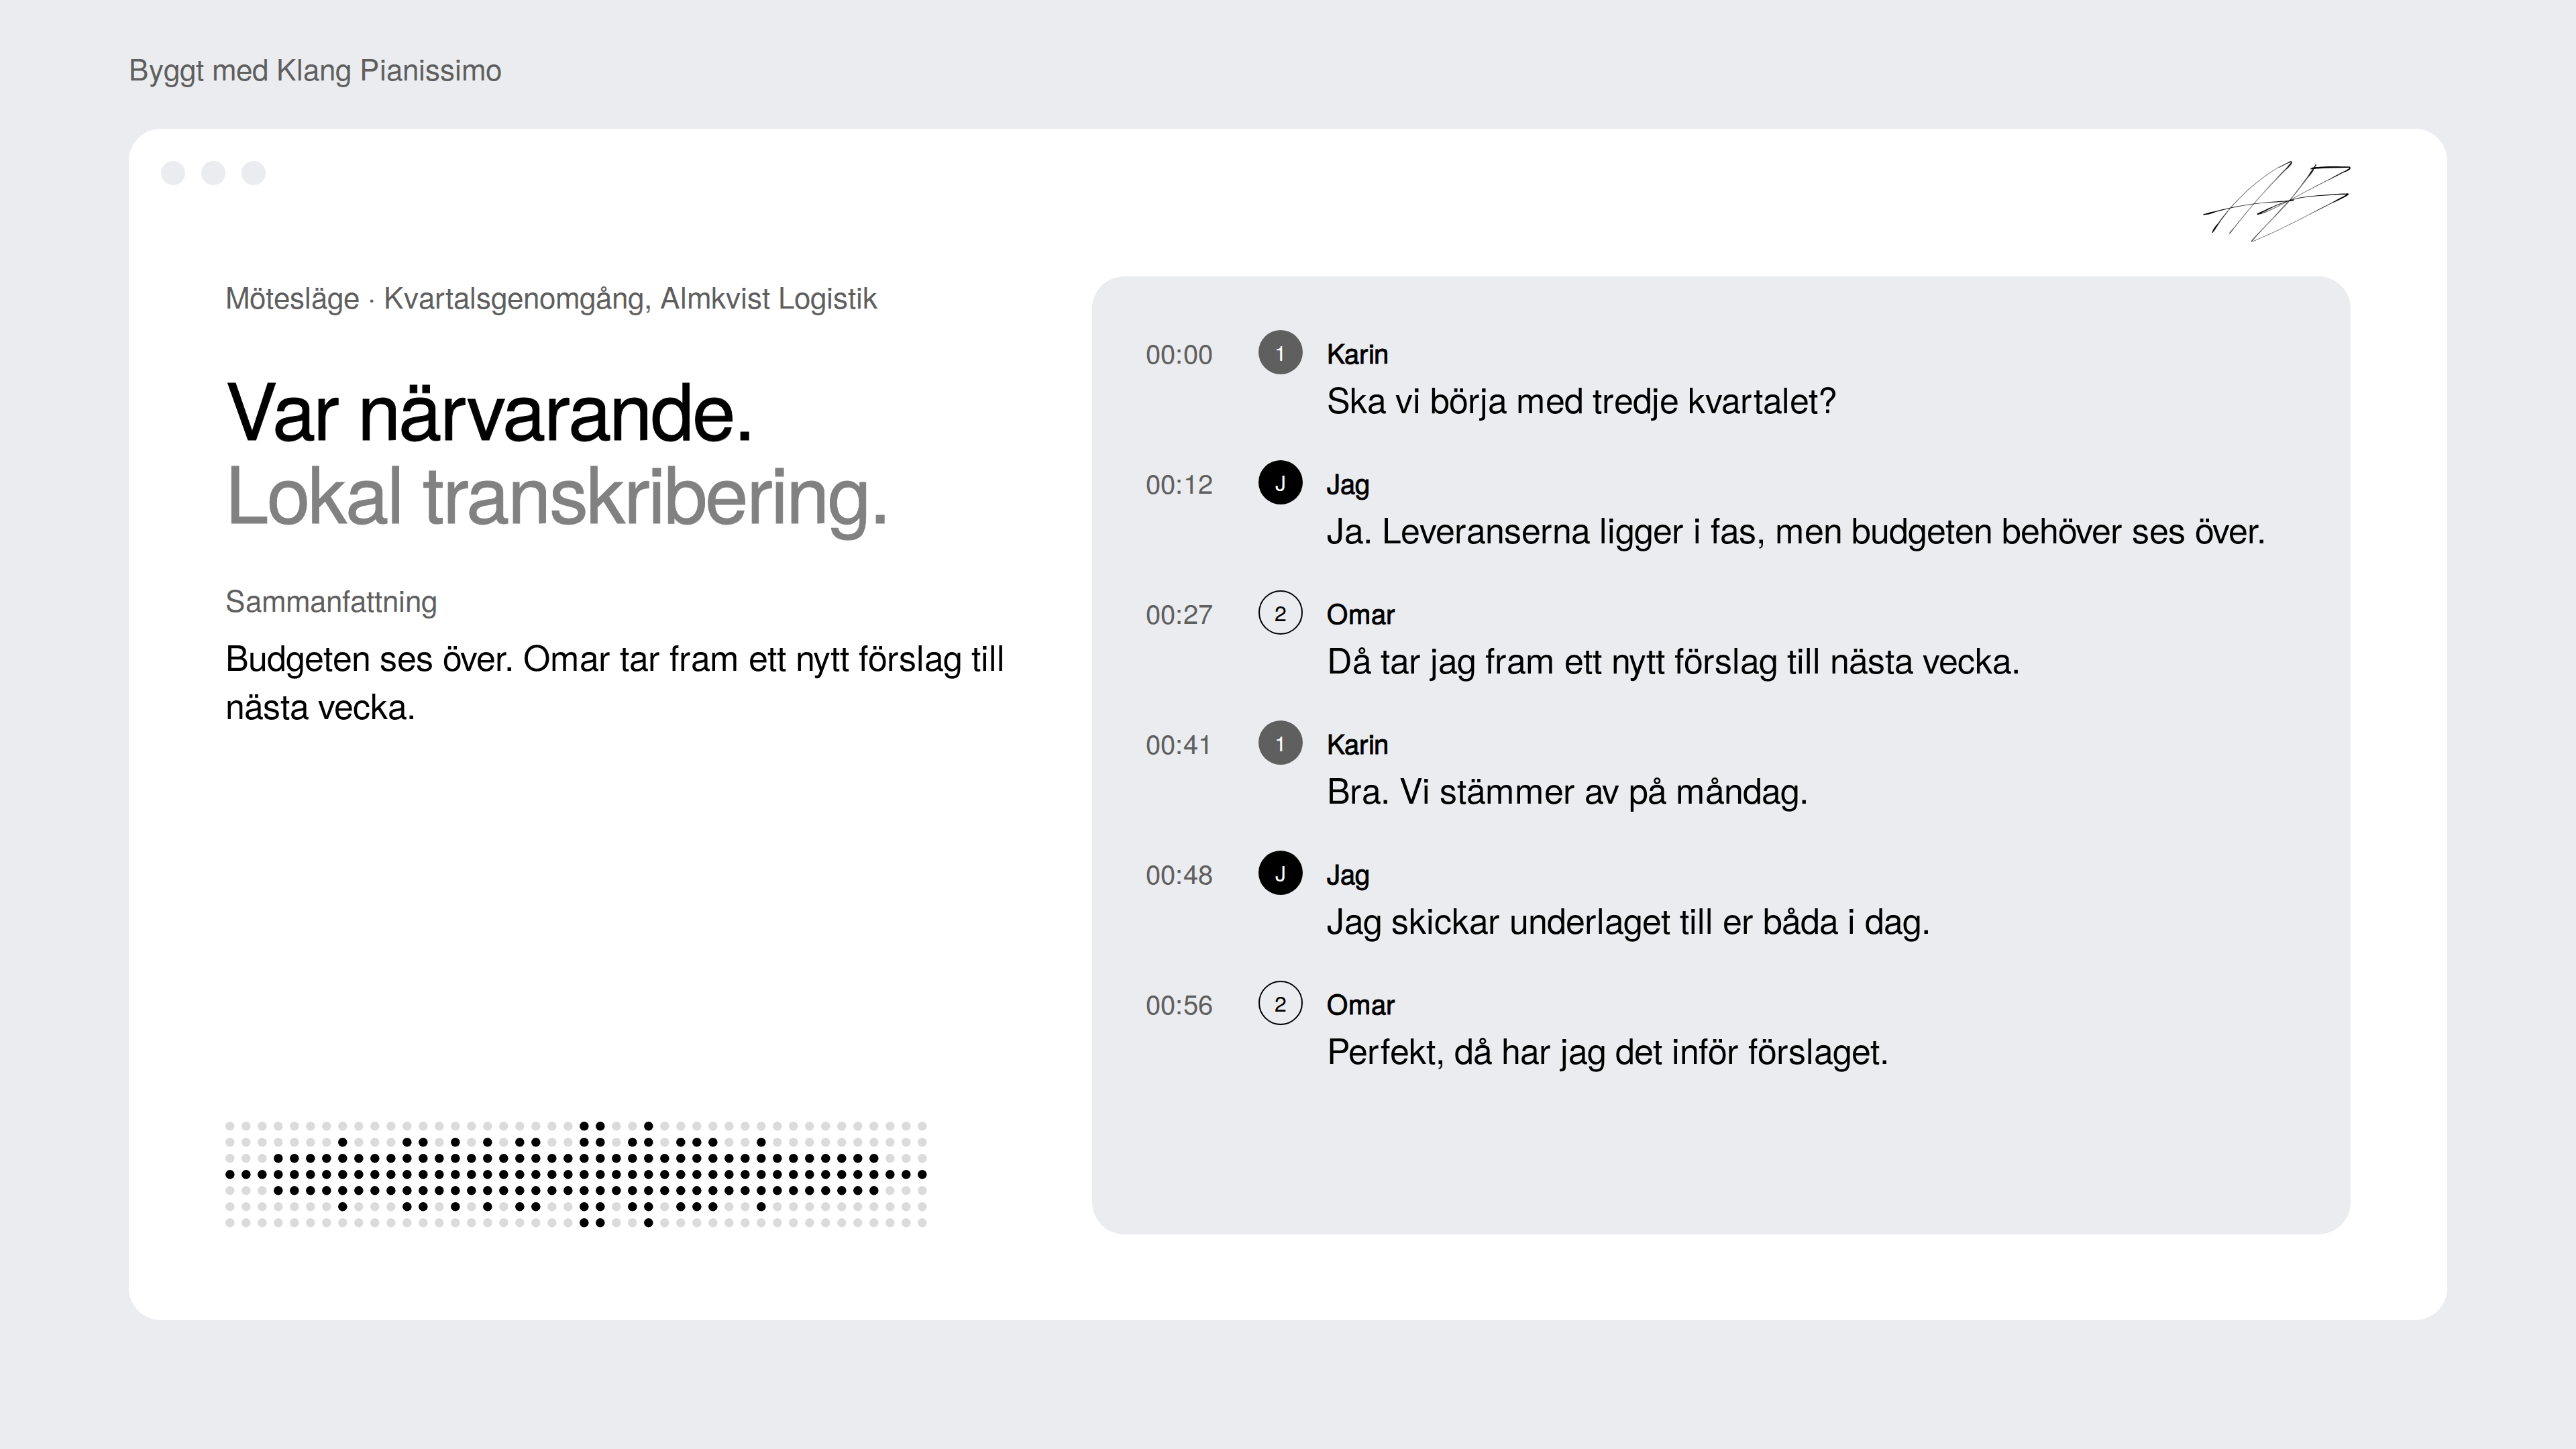 Byggt med Klang Pianissimo
AB
Mötesläge · Kvartalsgenomgång, Almkvist Logistik
Var närvarande.
Lokal transkribering.
Sammanfattning
Budgeten ses över. Omar tar fram ett nytt förslag till
nästa vecka.
00:00 1 Karin
Ska vi börja med tredje kvartalet?
00:12 J Jag
Ja. Leveranserna ligger i fas, men budgeten behöver ses över.
00:27 2 Omar
Då tar jag fram ett nytt förslag till nästa vecka.
00:41 1 Karin
Bra. Vi stämmer av på måndag.
00:48 J Jag
Jag skickar underlaget till er båda i dag.
00:56 2 Omar
Perfekt, då har jag det inför förslaget.